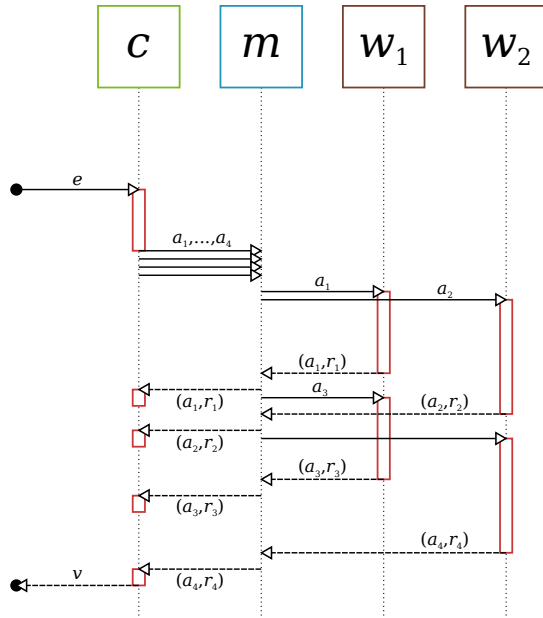 c m w₁ w₂
e
a₁,...,a₄
a₁
a₂
(a₁,r₁)
(a₁,r₁)
a₃
(a₂,r₂)
(a₂,r₂)
(a₃,r₃)
(a₃,r₃)
(a₄,r₄)
v
(a₄,r₄)